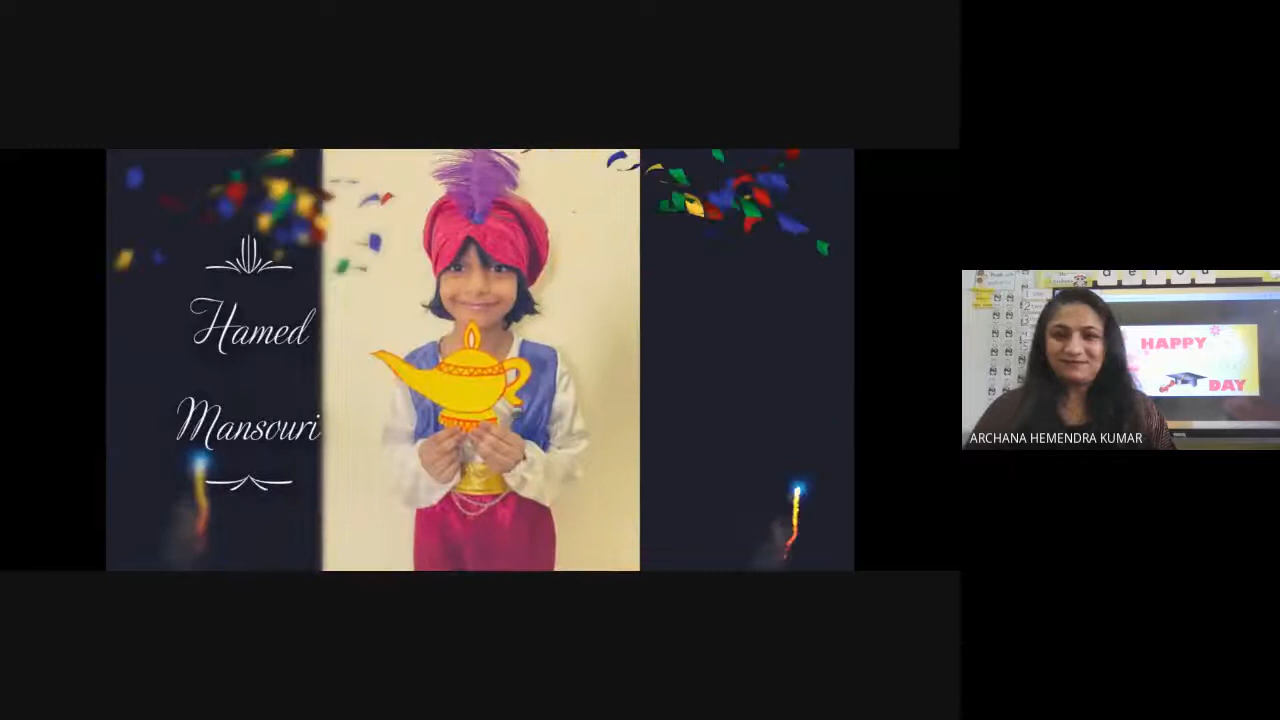 Hamed
Mansouri
ARCHANA HEMENDRA KUMAR
HAPPY
DAY
a e i o u